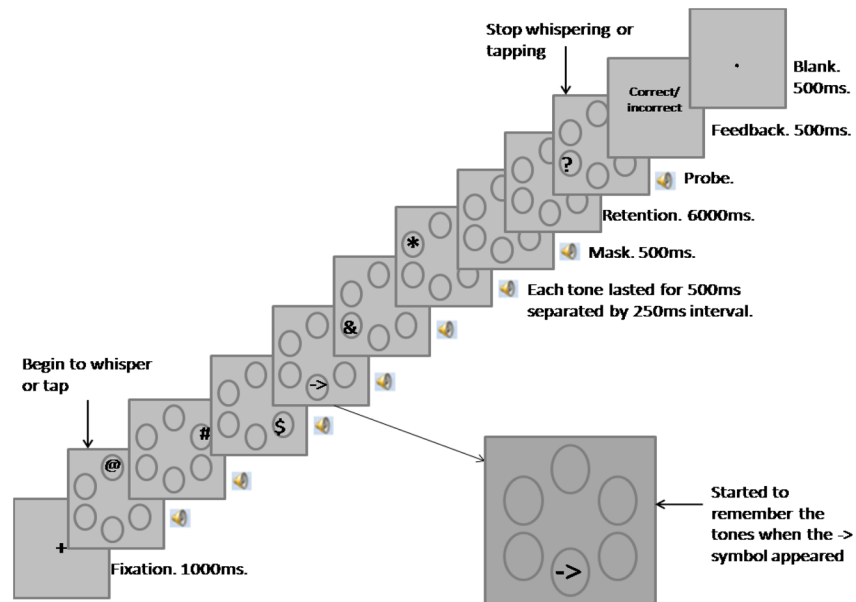 Stop whispering or
tapping
Blank.
500ms.
Correct/
incorrect
Feedback. 500ms.
?
Probe.
Retention. 6000ms.
Mask. 500ms.
*
Each tone lasted for 500ms
separated by 250ms interval.
&
->
Begin to whisper
or tap
$
#
@
+
Fixation. 1000ms.
->
Started to
remember the
tones when the ->
symbol appeared